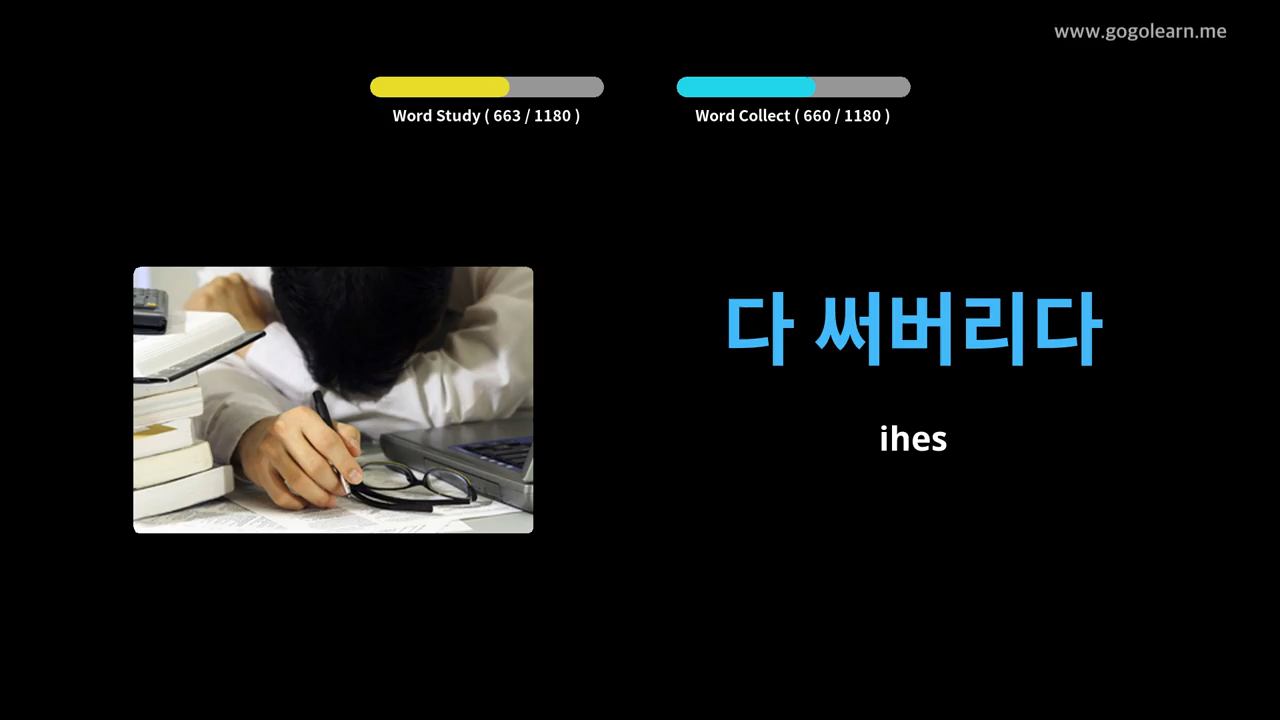 www.gogolearn.me
Word Study ( 663 / 1180 )
Word Collect ( 660 / 1180 )
다 써버리다
ihes